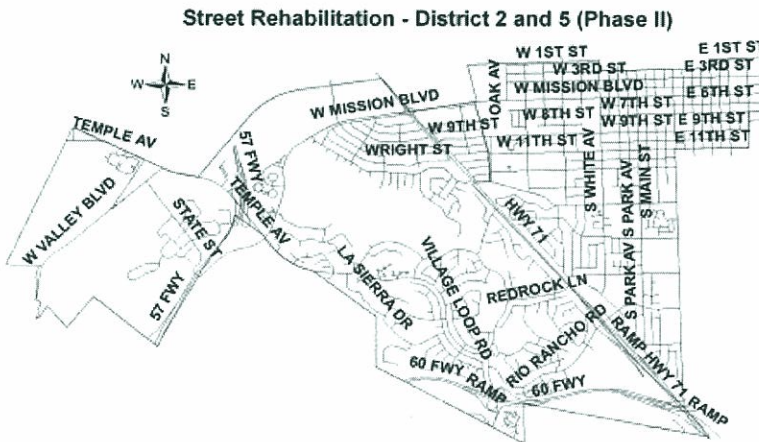 Street Rehabilitation - District 2 and 5 (Phase II)
N
W E
S
W 1ST ST
E 1ST ST
W 3RD ST
E 3RD ST
OAK AV
W MISSION BLVD
E 6TH ST
W MISSION BLVD
W 7TH ST
W 8TH ST
W 9TH ST
W 9TH ST
E 9TH ST
W 11TH ST
E 11TH ST
TEMPLE AV
57 FWY
WRIGHT ST
S WHITE AV
S PARK AV
S MAIN ST
W VALLEY BLVD
STATE ST
TEMPLE AV
HWY 71
57 FWY
LA SIERRA DR
VILLAGE LOOP RD
REDROCK LN
S PARK AV
RIO RANCHO RD
RAMP HWY 71 RAMP
60 FWY RAMP
60 FWY